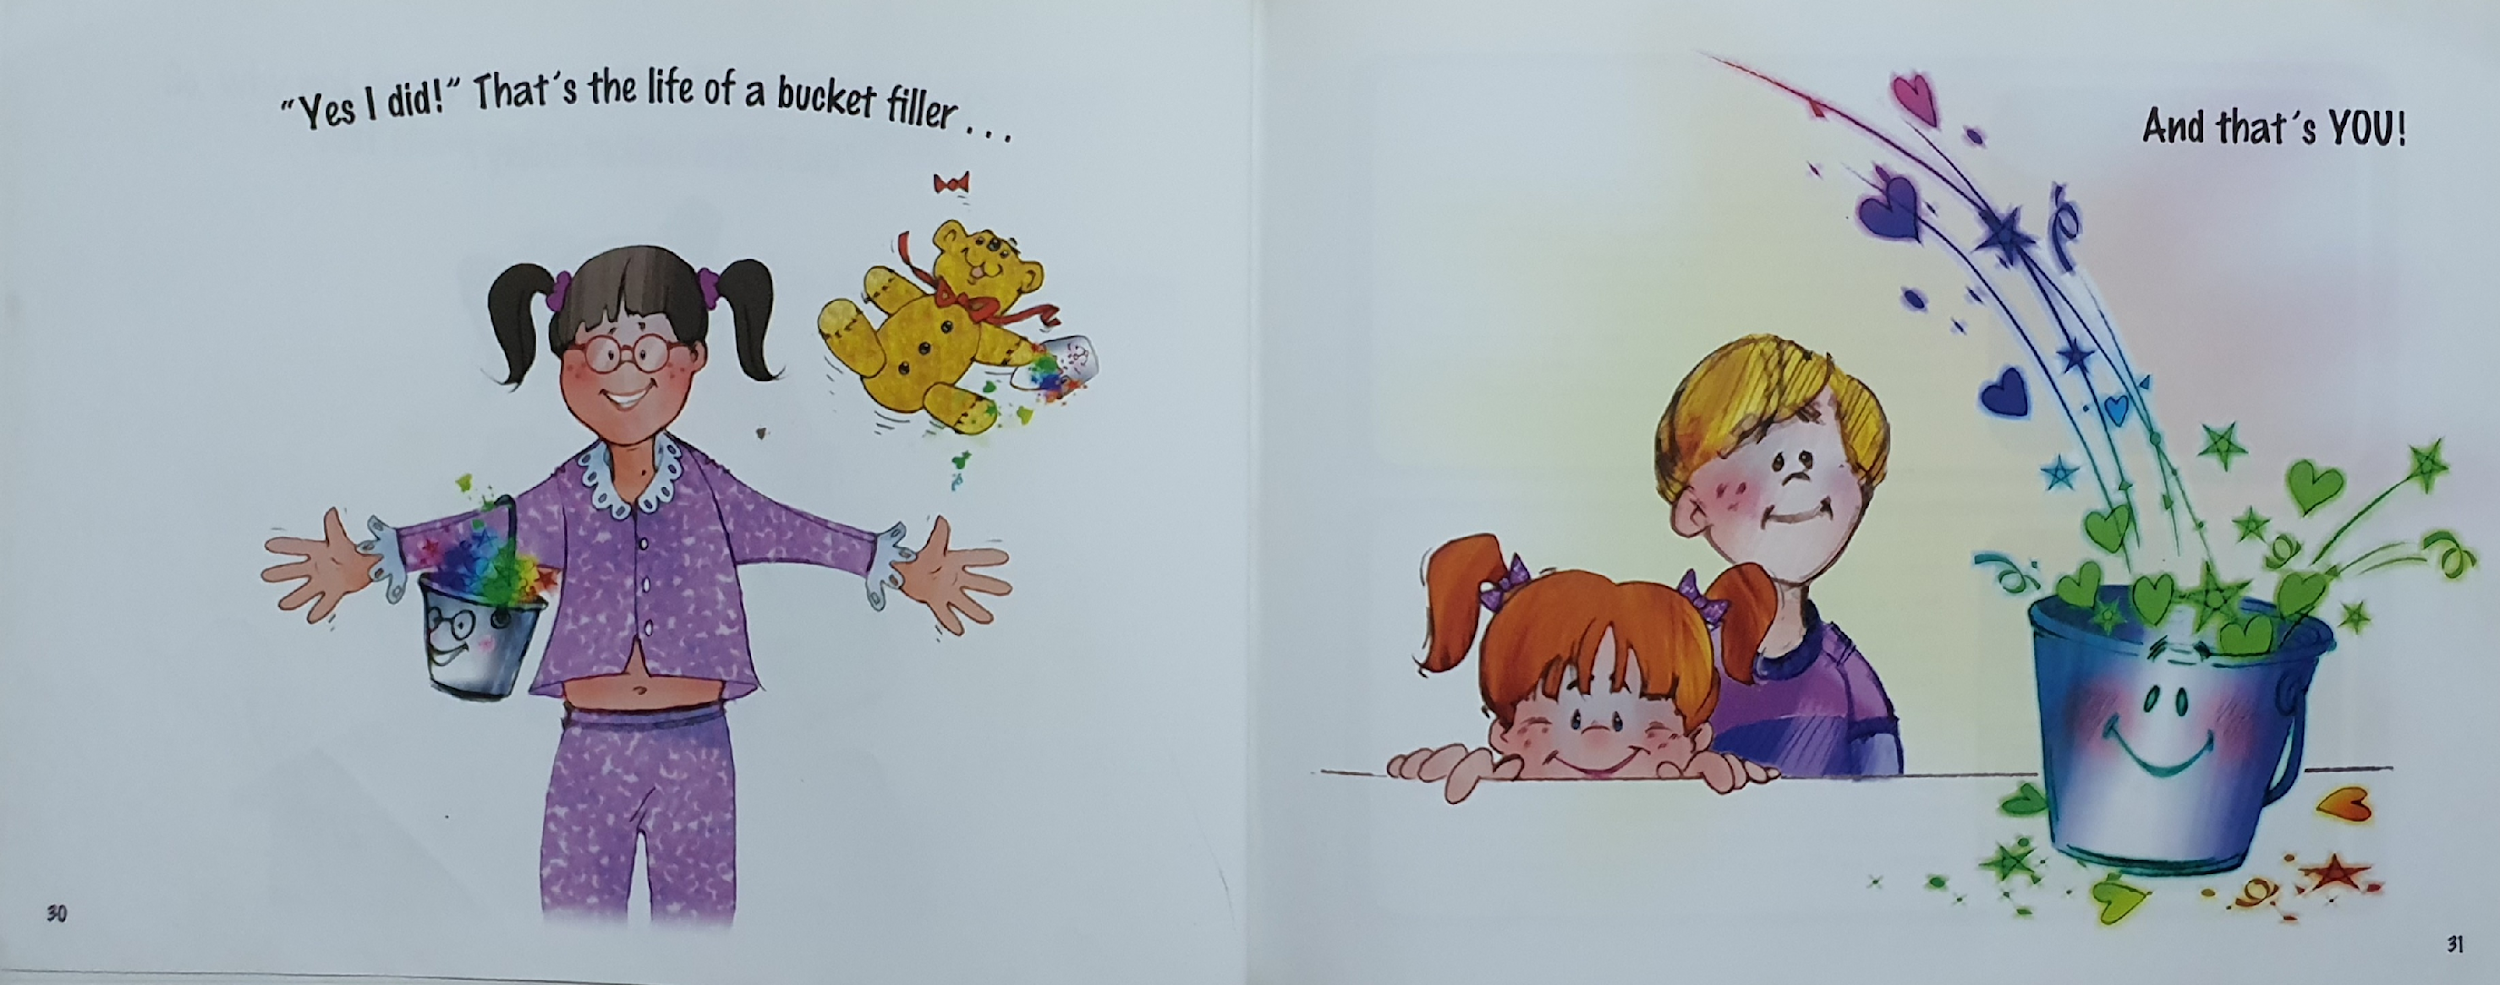 “Yes I did!” That's the life of a bucket filler . . .
And that's YOU!
30
31